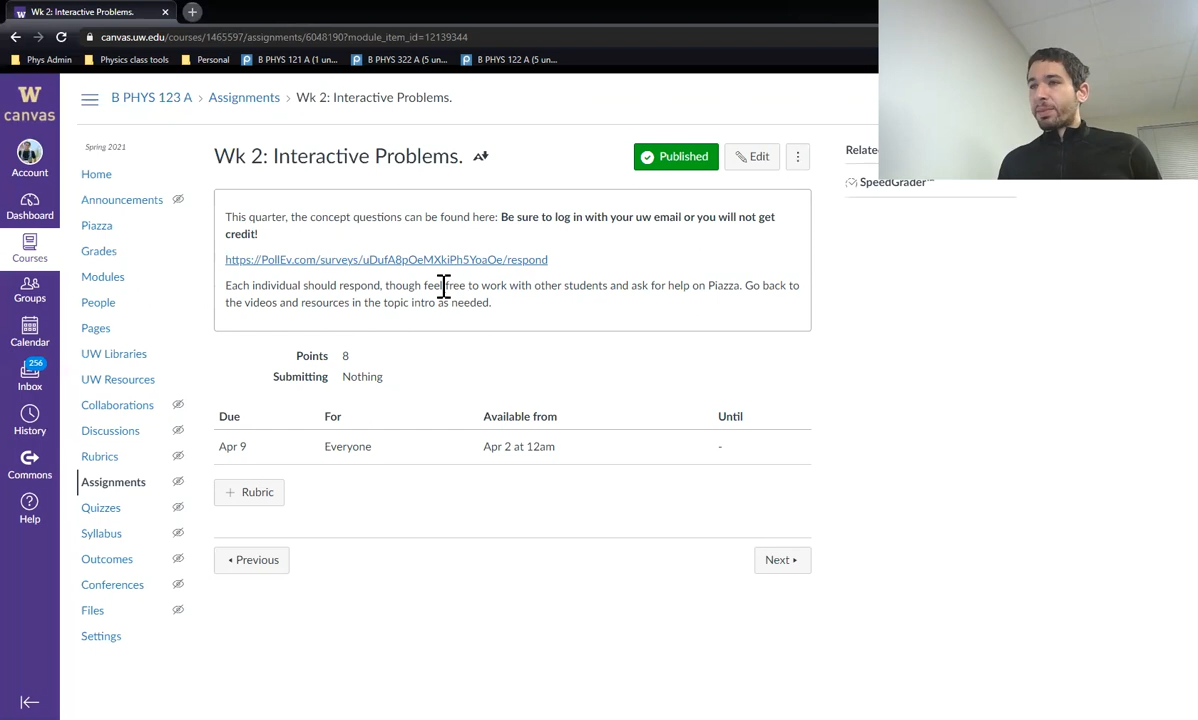 Wk 2: Interactive Problems.
canvas.uw.edu/courses/1465597/assignments/6048190?module_item_id=12139344
Phys Admin
Physics class tools
Personal
B PHYS 121 A (1 un...
B PHYS 322 A (5 un...
B PHYS 122 A (5 un...
W
canvas
Account
Dashboard
Courses
Groups
Calendar
256
Inbox
History
Commons
Help
B PHYS 123 A › Assignments › Wk 2: Interactive Problems.
Spring 2021
Home
Announcements
Piazza
Grades
Modules
People
Pages
UW Libraries
UW Resources
Collaborations
Discussions
Rubrics
Assignments
Quizzes
Syllabus
Outcomes
Conferences
Files
Settings
Wk 2: Interactive Problems.
Published
Edit
This quarter, the concept questions can be found here: Be sure to log in with your uw email or you will not get
credit!
https://PollEv.com/surveys/uDufA8pOeMXkiPh5YoaOe/respond
Each individual should respond, though feel free to work with other students and ask for help on Piazza. Go back to
the videos and resources in the topic intro as needed.
Points 8
Submitting Nothing
Due For Available from Until
Apr 9 Everyone Apr 2 at 12am -
+ Rubric
Previous
Next
Relate
SpeedGrader™